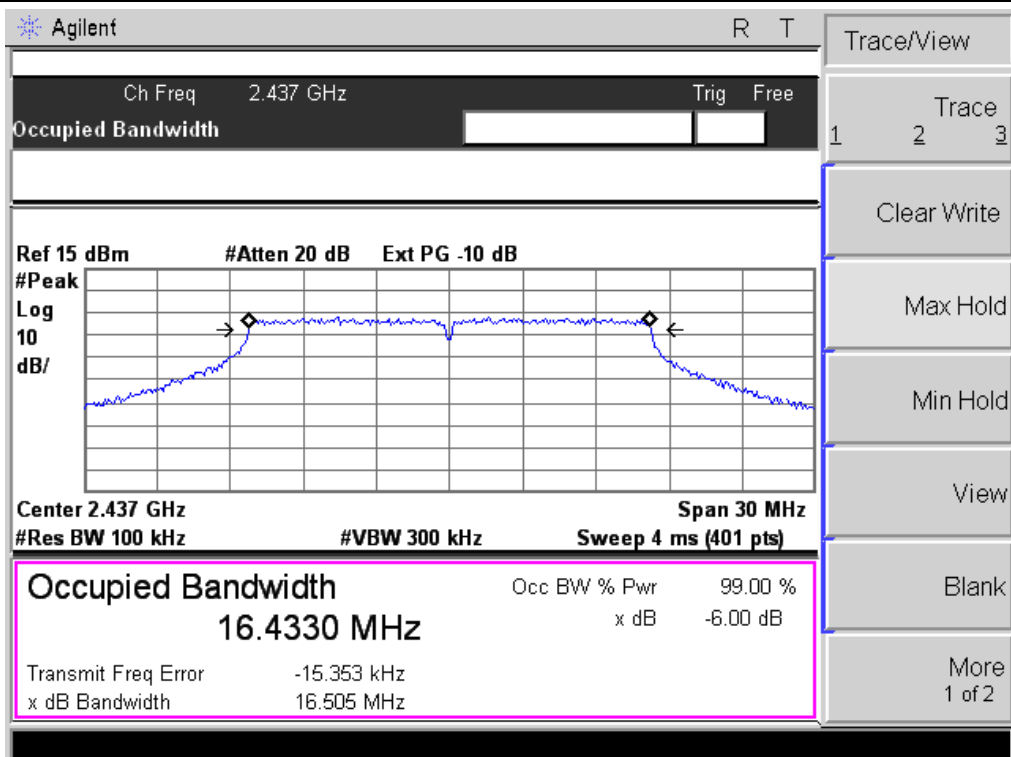 Agilent R T
Ch Freq 2.437 GHz Trig Free
Occupied Bandwidth
Ref 15 dBm #Atten 20 dB Ext PG -10 dB
#Peak
Log
10
dB/
Center 2.437 GHz Span 30 MHz
#Res BW 100 kHz #VBW 300 kHz Sweep 4 ms (401 pts)
Occupied Bandwidth Occ BW % Pwr 99.00 %
16.4330 MHz x dB -6.00 dB
Transmit Freq Error -15.353 kHz
x dB Bandwidth 16.505 MHz
Trace/View
Trace
1 2 3
Clear Write
Max Hold
Min Hold
View
Blank
More
1 of 2